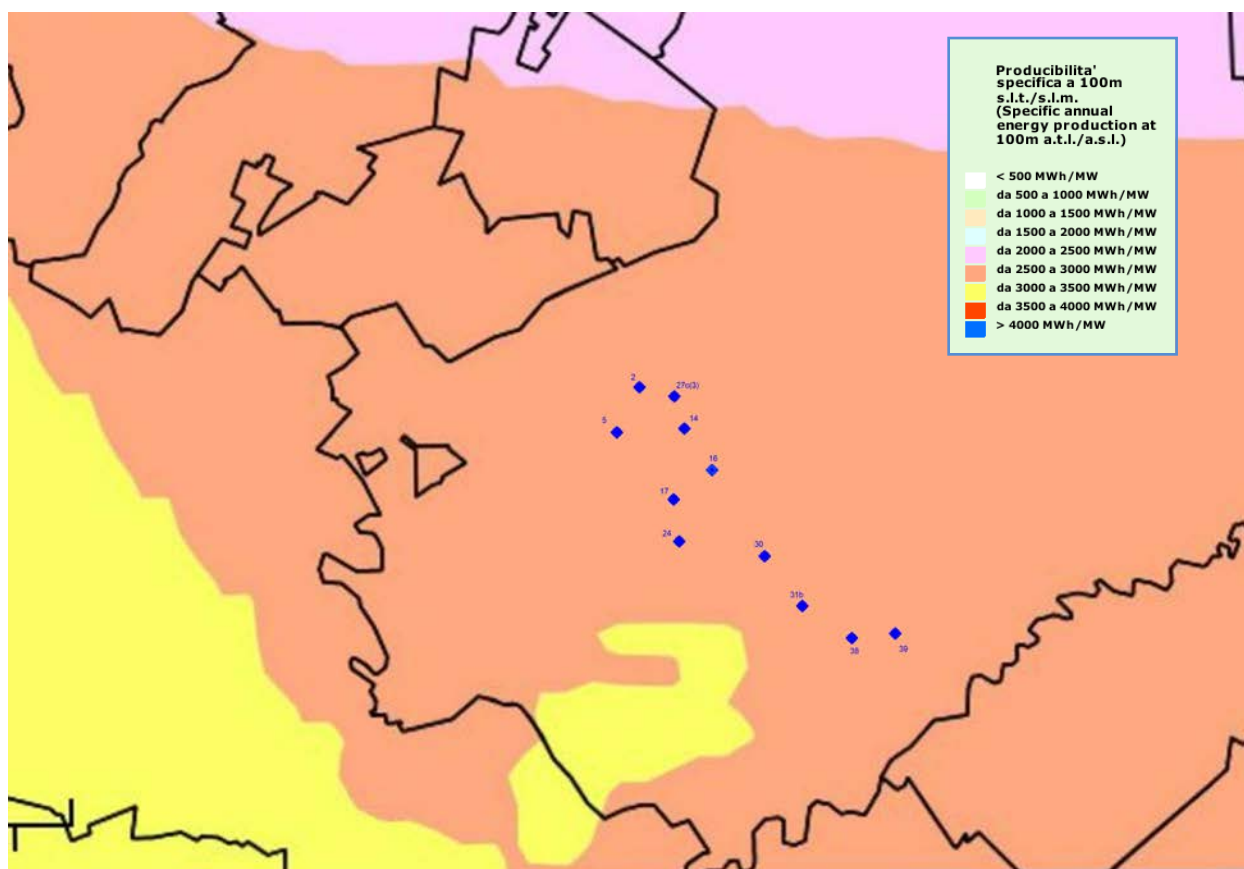 Producibilita'
specifica a 100m
s.l.t./s.l.m.
(Specific annual
energy production at
100m a.t.l./a.s.l.)
< 500 MWh/MW
da 500 a 1000 MWh/MW
da 1000 a 1500 MWh/MW
da 1500 a 2000 MWh/MW
da 2000 a 2500 MWh/MW
da 2500 a 3000 MWh/MW
da 3000 a 3500 MWh/MW
da 3500 a 4000 MWh/MW
> 4000 MWh/MW
2
5
14
16
17
24
30
31b
38
39